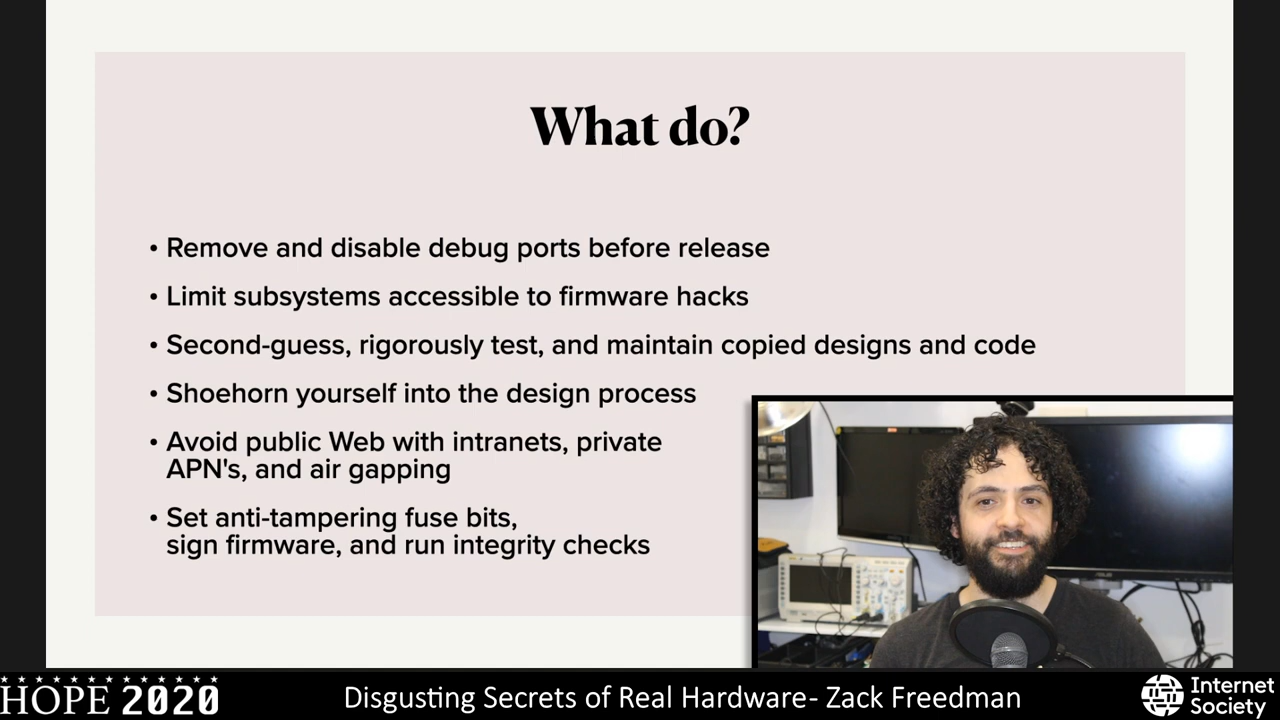 What do?
• Remove and disable debug ports before release
• Limit subsystems accessible to firmware hacks
• Second-guess, rigorously test, and maintain copied designs and code
• Shoehorn yourself into the design process
• Avoid public Web with intranets, private
APN's, and air gapping
• Set anti-tampering fuse bits,
sign firmware, and run integrity checks
HOPE 2020
Disgusting Secrets of Real Hardware- Zack Freedman
Internet
Society